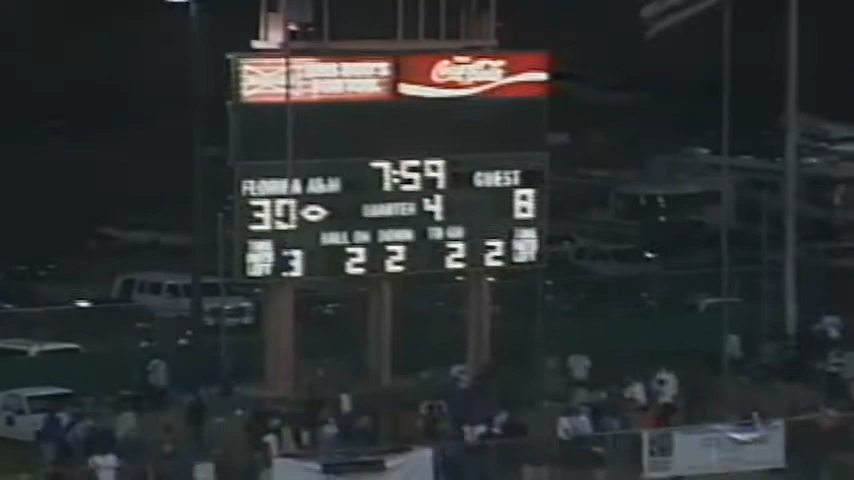 Coca-Cola
FLORIDA A&M 7:59 GUEST
30 QUARTER 4 8
BALL ON DOWN TO GO
3 2 2 2 2